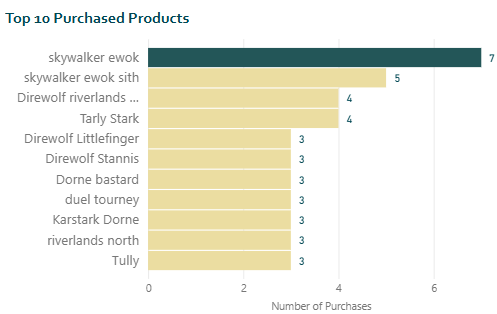 Top 10 Purchased Products
skywalker ewok 7
skywalker ewok sith 5
Direwolf riverlands ... 4
Tarly Stark 4
Direwolf Littlefinger 3
Direwolf Stannis 3
Dorne bastard 3
duel tourney 3
Karstark Dorne 3
riverlands north 3
Tully 3
0 2 4 6
Number of Purchases